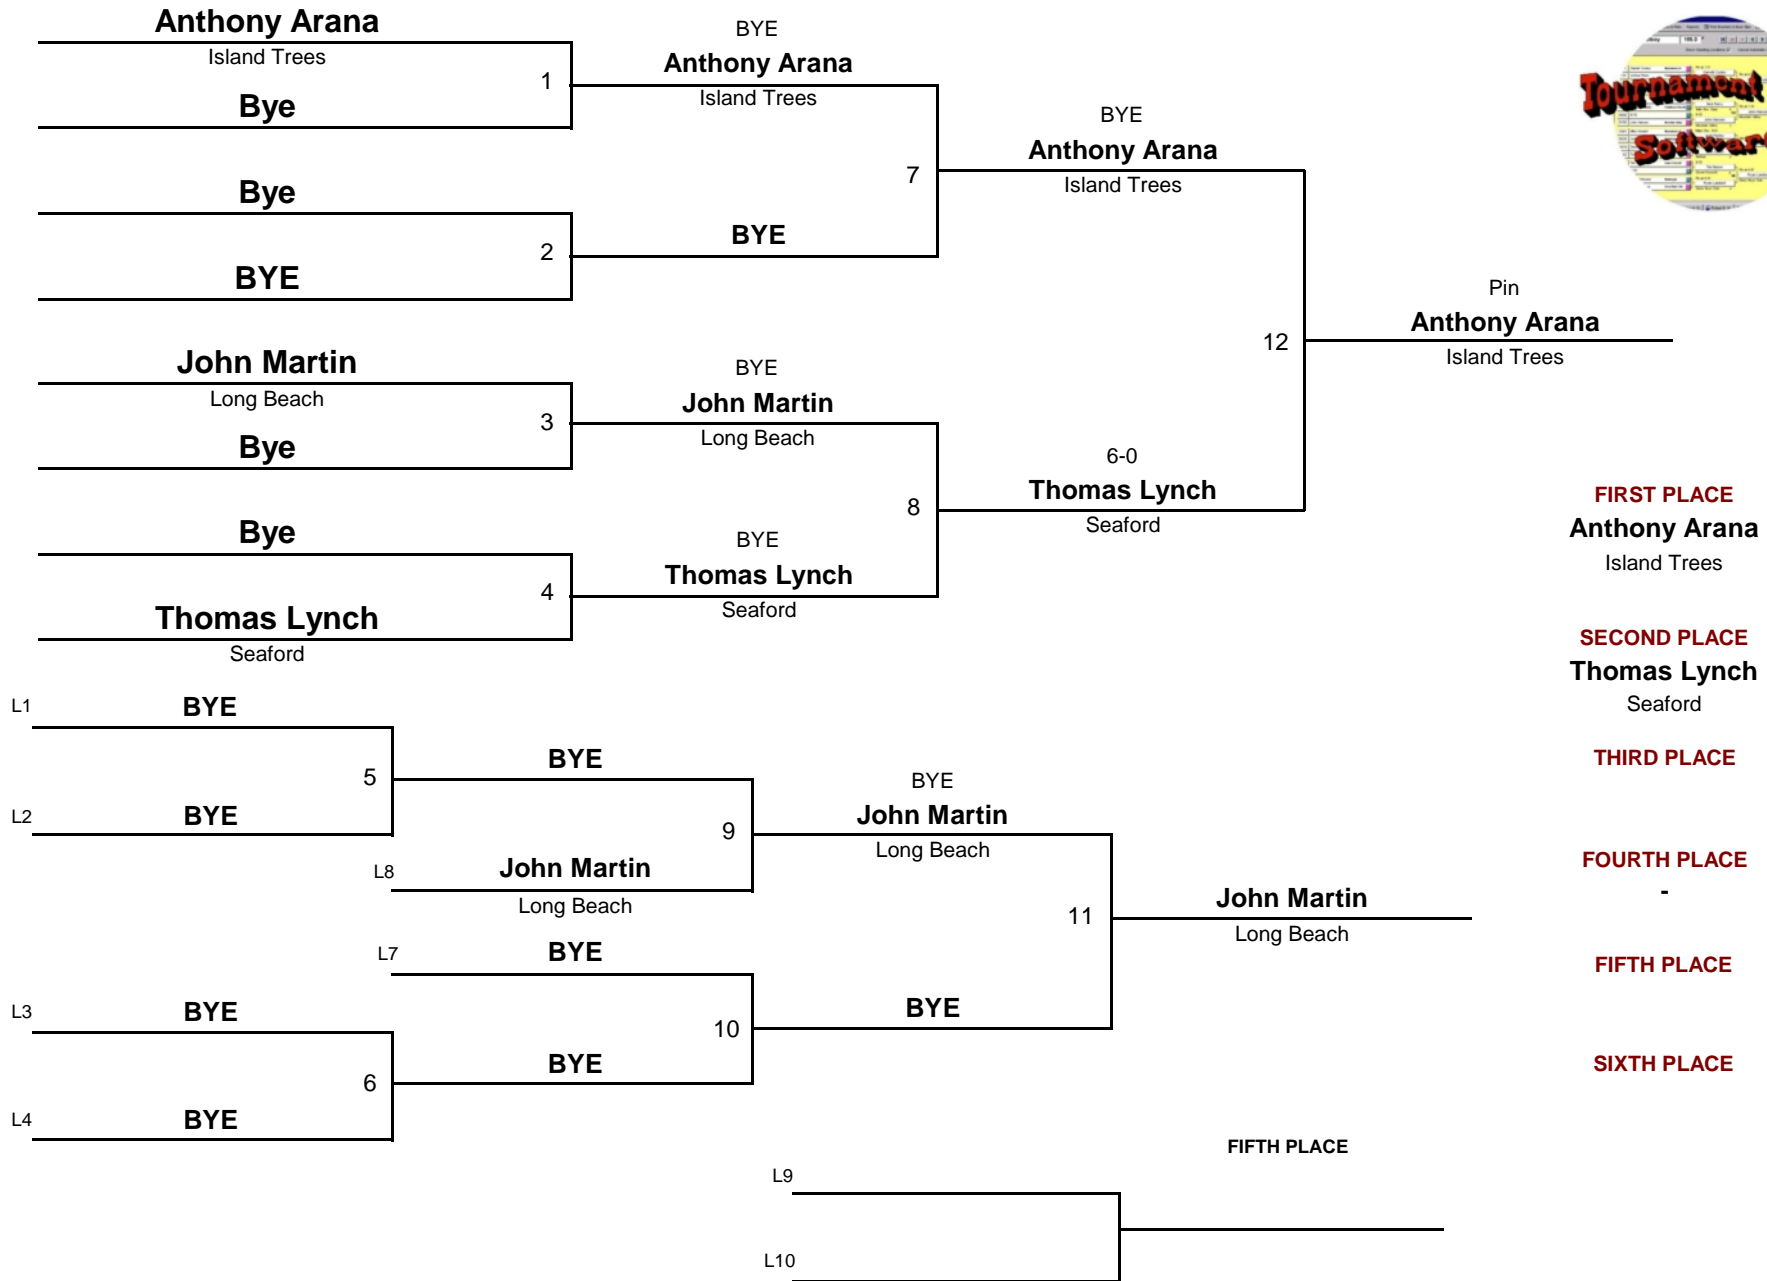 Anthony Arana
Island Trees
1
Bye
BYE
Anthony Arana
Island Trees
Bye
2
BYE
BYE
7
BYE
Anthony Arana
Island Trees
John Martin
Long Beach
3
Bye
BYE
John Martin
Long Beach
Bye
4
Thomas Lynch
Seaford
BYE
Thomas Lynch
Seaford
8
6-0
Thomas Lynch
Seaford
12
Pin
Anthony Arana
Island Trees
Tournament
Software
FIRST PLACE
Anthony Arana
Island Trees
SECOND PLACE
Thomas Lynch
Seaford
THIRD PLACE
FOURTH PLACE
-
FIFTH PLACE
SIXTH PLACE
L1
BYE
5
L2
BYE
BYE
9
L8
John Martin
Long Beach
BYE
John Martin
Long Beach
L7
BYE
L3
BYE
6
L4
BYE
10
BYE
BYE
11
John Martin
Long Beach
FIFTH PLACE
L9
L10